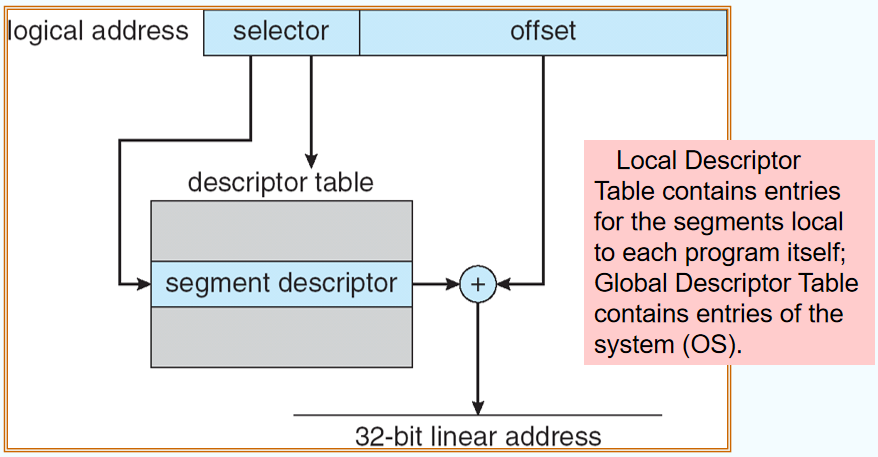 logical address selector offset
descriptor table
segment descriptor +
32-bit linear address
Local Descriptor
Table contains entries
for the segments local
to each program itself;
Global Descriptor Table
contains entries of the
system (OS).